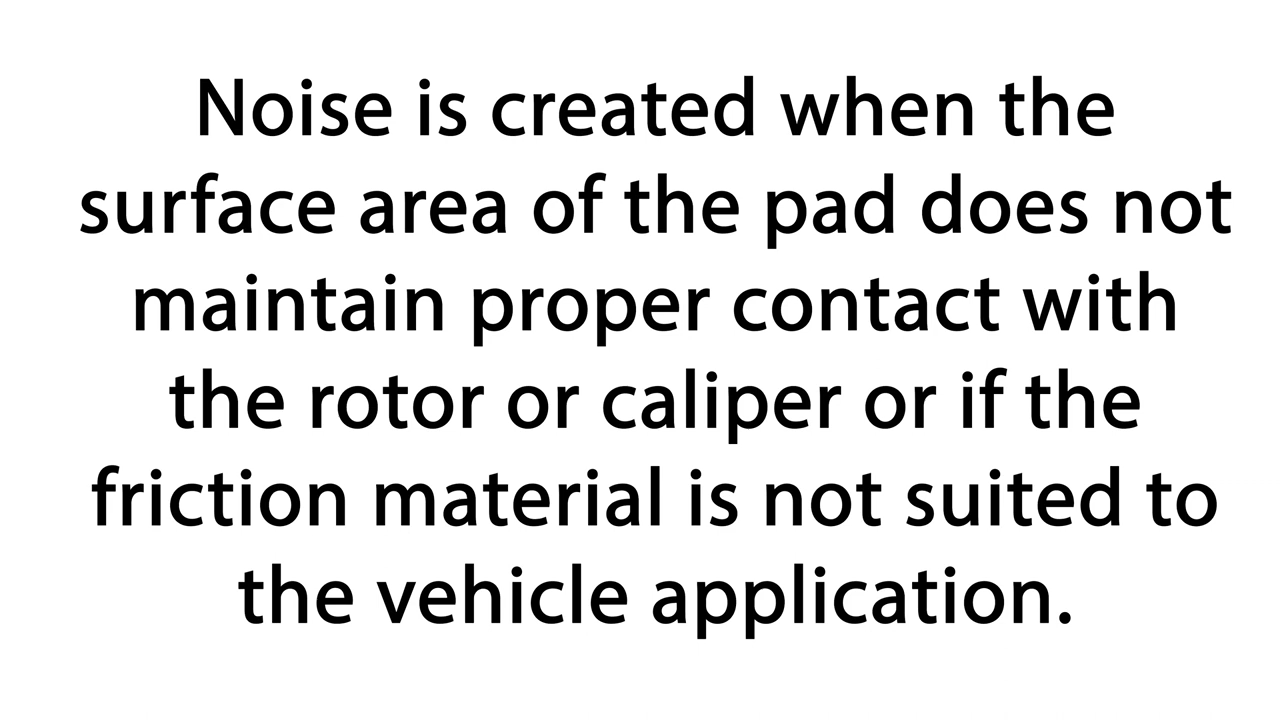 Noise is created when the
surface area of the pad does not
maintain proper contact with
the rotor or caliper or if the
friction material is not suited to
the vehicle application.